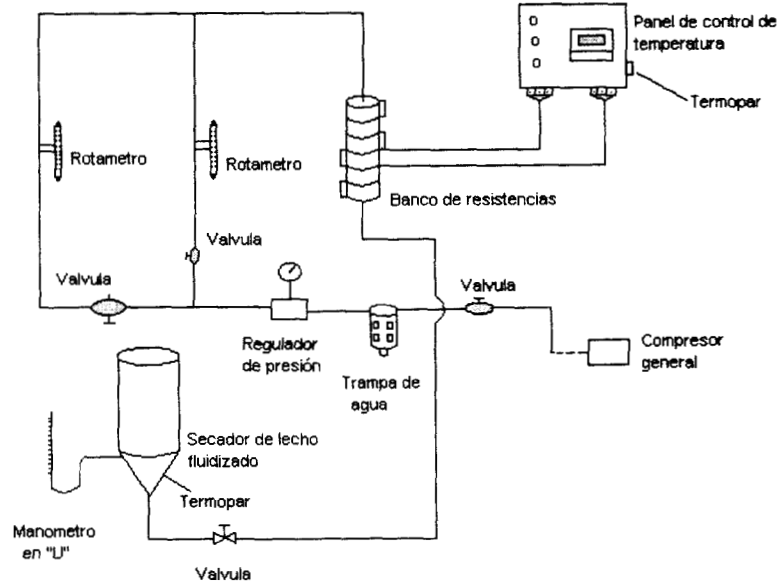 Panel de control de
temperatura
Termopar
Rotametro
Rotametro
Banco de resistencias
Valvula
Valvula
Valvula
Regulador
de presión
Trampa de
agua
Compresor
general
Secador de lecho
fluidizado
Termopar
Manometro
en "U"
Valvula